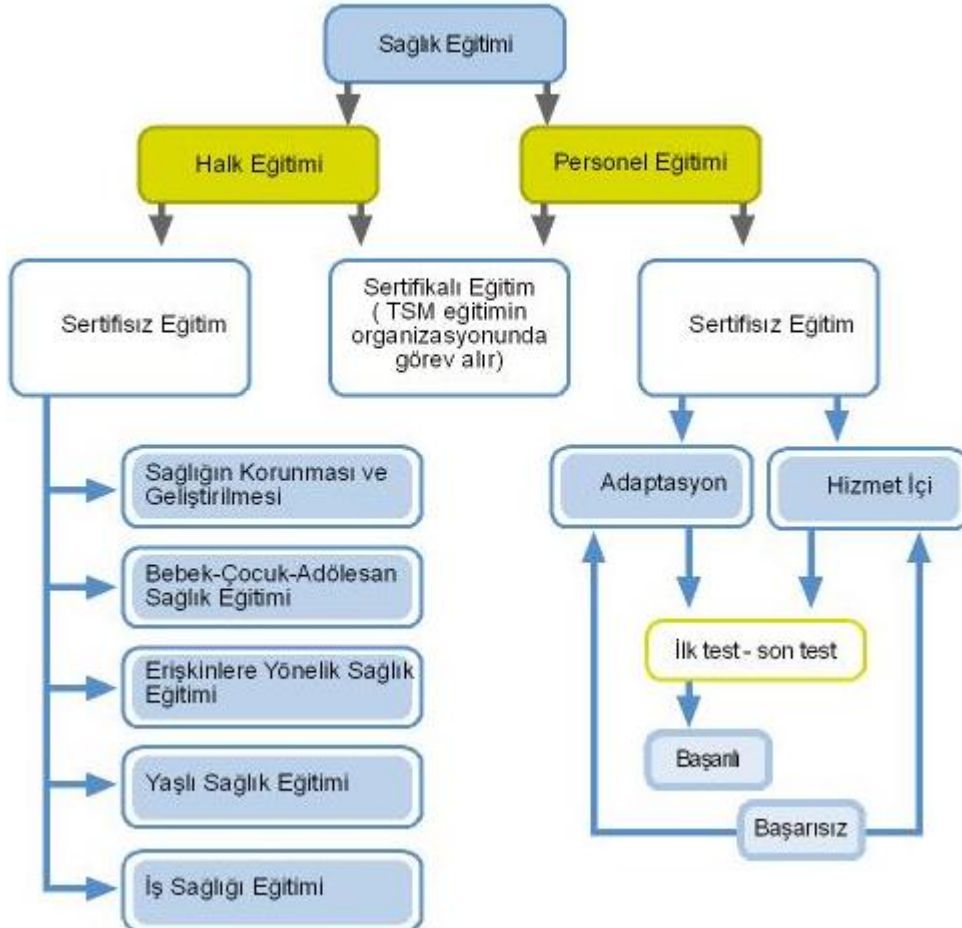 Sağlık Eğitimi
Halk Eğitimi
Personel Eğitimi
Sertifisız Eğitim
Sertifikalı Eğitim
( TSM eğitimin
organizasyonunda
görev alır)
Sertifisız Eğitim
Sağlığın Korunması ve
Geliştirilmesi
Bebek-Çocuk-Adölesan
Sağlık Eğitimi
Erişkinlere Yönelik Sağlık
Eğitimi
Yaşlı Sağlık Eğitimi
İş Sağlığı Eğitimi
Adaptasyon
Hizmet İçi
İlk test - son test
Başarılı
Başarısız